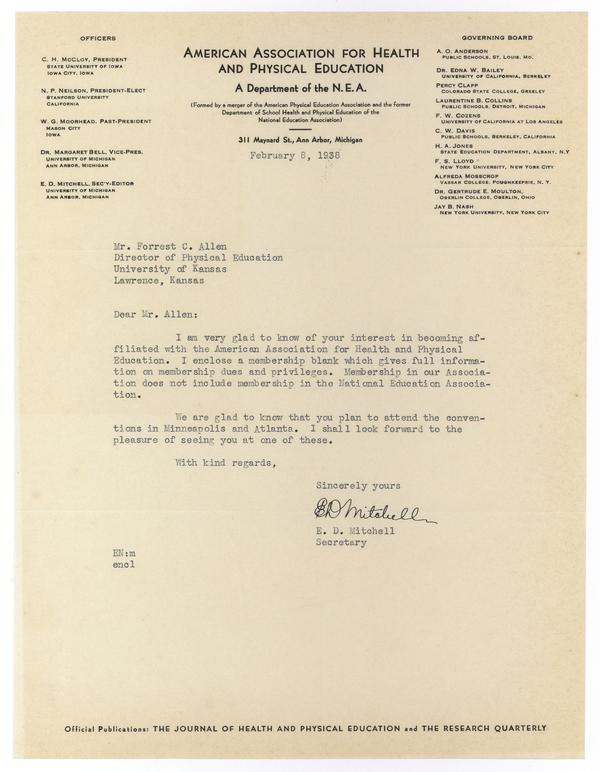 OFFICERS
C. H. McCLOY, PRESIDENT
STATE UNIVERSITY OF IOWA
IOWA CITY, IOWA
N. P. NEILSON, PRESIDENT-ELECT
STANFORD UNIVERSITY
CALIFORNIA
W. G. MOORHEAD, PAST-PRESIDENT
MASON CITY
IOWA
DR. MARGARET BELL, VICE-PRES.
UNIVERSITY OF MICHIGAN
ANN ARBOR, MICHIGAN
E. D. MITCHELL, SEC'Y-EDITOR
UNIVERSITY OF MICHIGAN
ANN ARBOR, MICHIGAN
AMERICAN ASSOCIATION FOR HEALTH
AND PHYSICAL EDUCATION
A Department of the N.E.A.
(Formed by a merger of the American Physical Education Association and the former
Department of School Health and Physical Education of the
National Education Association)
311 Maynard St., Ann Arbor, Michigan
February 8, 1938
GOVERNING BOARD
A. O. ANDERSON
PUBLIC SCHOOLS, ST. LOUIS, MO.
DR. EDNA W. BAILEY
UNIVERSITY OF CALIFORNIA, BERKELEY
PERCY CLAPP
COLORADO STATE COLLEGE, GREELEY
LAURENTINE B. COLLINS
PUBLIC SCHOOLS, DETROIT, MICHIGAN
F. W. COZENS
UNIVERSITY OF CALIFORNIA AT LOS ANGELES
C. W. DAVIS
PUBLIC SCHOOLS, BERKELEY, CALIFORNIA
H. A. JONES
STATE EDUCATION DEPARTMENT, ALBANY, N.Y
F. S. LLOYD
NEW YORK UNIVERSITY, NEW YORK CITY
ALFREDA MOSSCROP
VASSAR COLLEGE, POUGHKEEPSIE, N. Y.
DR. GERTRUDE E. MOULTON,
OBERLIN COLLEGE, OBERLIN, OHIO
JAY B. NASH
NEW YORK UNIVERSITY, NEW YORK CITY
Mr. Forrest C. Allen
Director of Physical Education
University of Kansas
Lawrence, Kansas
Dear Mr. Allen:
I am very glad to know of your interest in becoming af-
filiated with the American Association for Health and Physical
Education. I enclose a membership blank which gives full informa-
tion on membership dues and privileges. Membership in our Associa-
tion does not include membership in the National Education Associa-
tion.
We are glad to know that you plan to attend the conven-
tions in Minneapolis and Atlanta. I shall look forward to the
pleasure of seeing you at one of these.
With kind regards,
Sincerely yours
E D Mitchell
E. D. Mitchell
Secretary
EN:m
encl
Official Publications: THE JOURNAL OF HEALTH AND PHYSICAL EDUCATION and THE RESEARCH QUARTERLY